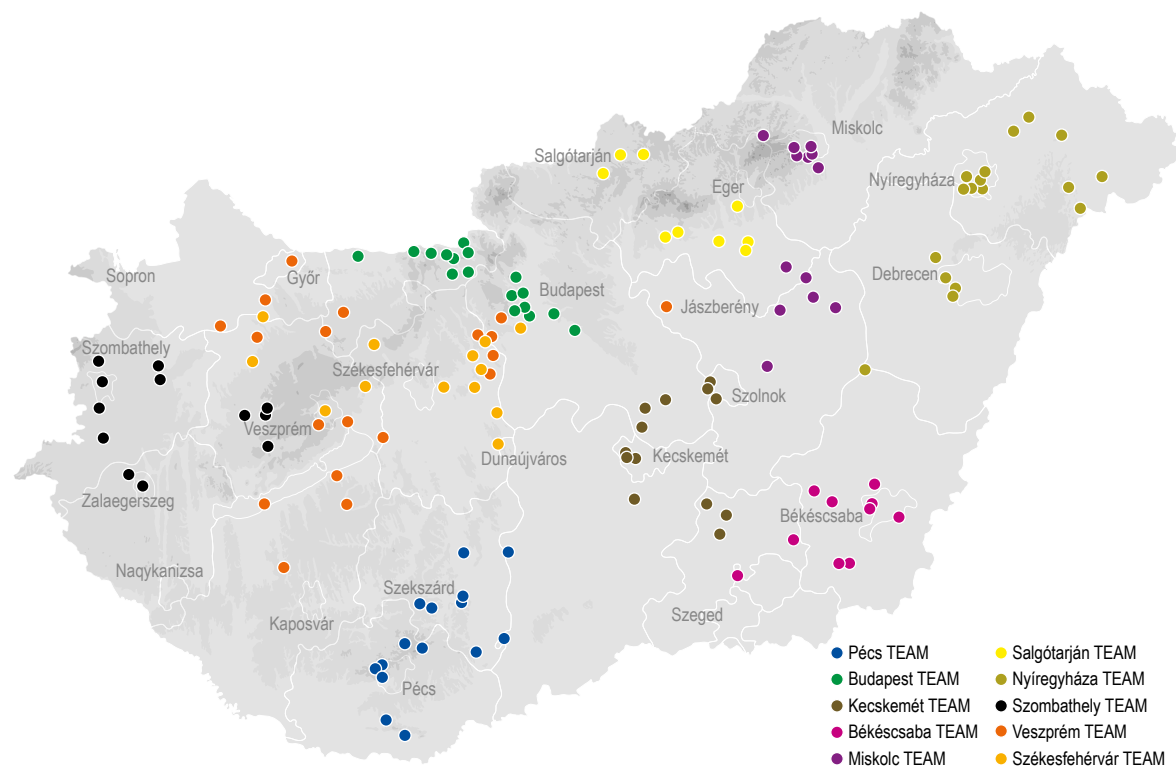 Miskolc
Salgótarján
Eger
Nyíregyháza
Sopron
Győr
Debrecen
Budapest
Jászberény
Szombathely
Székesfehérvár
Szolnok
Veszprém
Dunaújváros
Kecskemét
Zalaegerszeg
Békéscsaba
Naqykanizsa
Szekszárd
Szeged
Kaposvár
Pécs
Pécs TEAM
Budapest TEAM
Kecskemét TEAM
Békéscsaba TEAM
Miskolc TEAM
Salgótarján TEAM
Nyíregyháza TEAM
Szombathely TEAM
Veszprém TEAM
Székesfehérvár TEAM